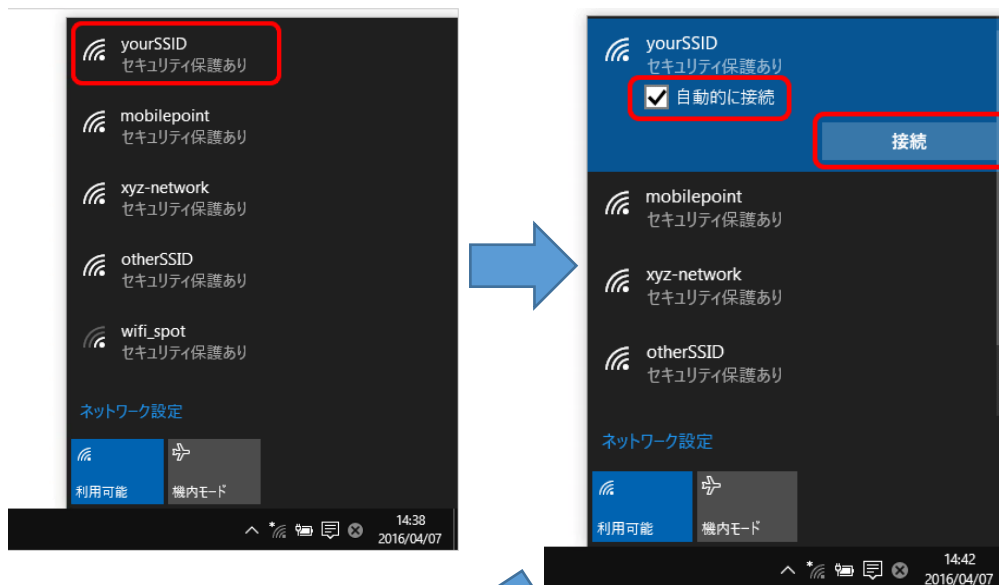 yourSSID
セキュリティ保護あり
mobilepoint
セキュリティ保護あり
xyz-network
セキュリティ保護あり
otherSSID
セキュリティ保護あり
wifi_spot
セキュリティ保護あり
ネットワーク設定
利用可能
機内モード
14:38
2016/04/07
yourSSID
セキュリティ保護あり
自動的に接続
接続
mobilepoint
セキュリティ保護あり
xyz-network
セキュリティ保護あり
otherSSID
セキュリティ保護あり
ネットワーク設定
利用可能
機内モード
14:42
2016/04/07